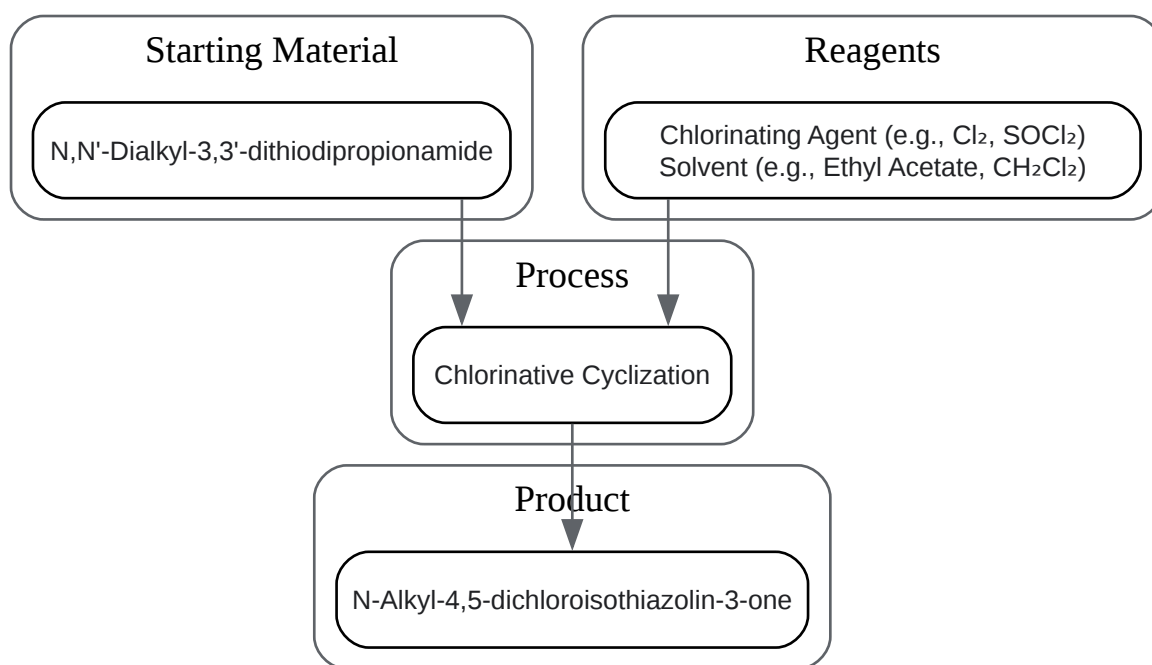 Starting Material
N,N'-Dialkyl-3,3'-dithiodipropionamide
Reagents
Chlorinating Agent (e.g., Cl₂, SOCl₂)
Solvent (e.g., Ethyl Acetate, CH₂Cl₂)
Process
Chlorinative Cyclization
Product
N-Alkyl-4,5-dichloroisothiazolin-3-one